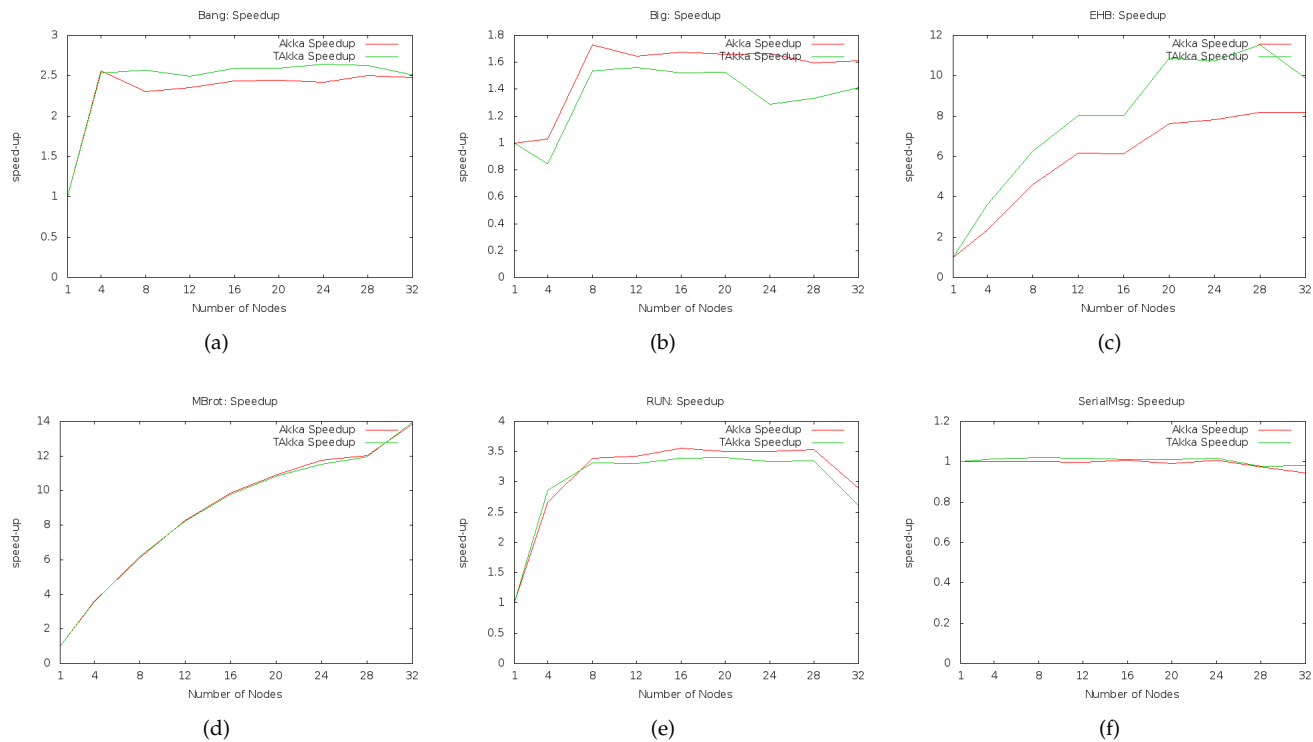 Bang: Speedup
3
2.5
2
1.5
1
0.5
0
speed-up
Akka Speedup
TAkka Speedup
1 4 8 12 16 20 24 28 32
Number of Nodes
(a)
Big: Speedup
1.8
1.6
1.4
1.2
1
0.8
0.6
0.4
0.2
0
speed-up
Akka Speedup
TAkka Speedup
1 4 8 12 16 20 24 28 32
Number of Nodes
(b)
EHB: Speedup
12
10
8
6
4
2
0
speed-up
Akka Speedup
TAkka Speedup
1 4 8 12 16 20 24 28 32
Number of Nodes
(c)
MBrot: Speedup
14
12
10
8
6
4
2
0
speed-up
Akka Speedup
TAkka Speedup
1 4 8 12 16 20 24 28 32
Number of Nodes
(d)
RUN: Speedup
4
3.5
3
2.5
2
1.5
1
0.5
0
speed-up
Akka Speedup
TAkka Speedup
1 4 8 12 16 20 24 28 32
Number of Nodes
(e)
SerialMsg: Speedup
1.2
1
0.8
0.6
0.4
0.2
0
speed-up
Akka Speedup
TAkka Speedup
1 4 8 12 16 20 24 28 32
Number of Nodes
(f)